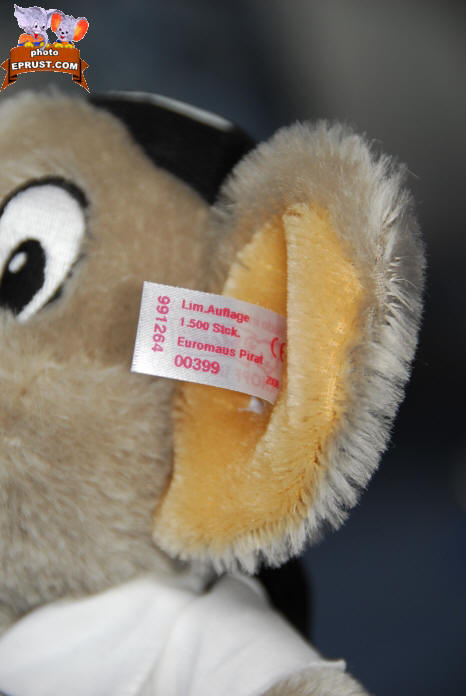 photo
EPRUST.COM
991264
Lim.Auflage
1.500 Stck.
Euromaus Pirat
00399
CE